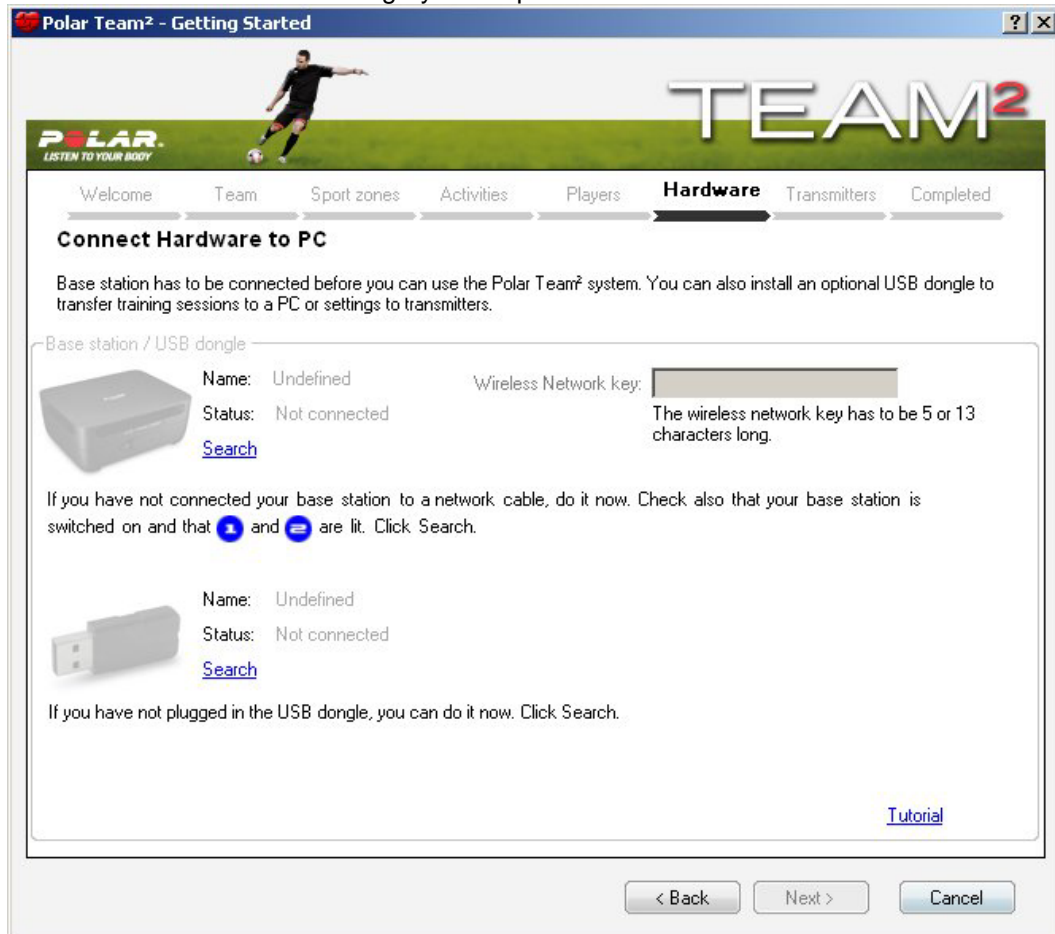 Polar Team² - Getting Started
TEAM²
POLAR.
LISTEN TO YOUR BODY
Welcome Team Sport zones Activities Players Hardware Transmitters Completed
Connect Hardware to PC
Base station has to be connected before you can use the Polar Team² system. You can also install an optional USB dongle to
transfer training sessions to a PC or settings to transmitters.
Base station / USB dongle
Name: Undefined Wireless Network key:
Status: Not connected The wireless network key has to be 5 or 13
characters long.
Search
If you have not connected your base station to a network cable, do it now. Check also that your base station is
switched on and that 1 and 2 are lit. Click Search.
Name: Undefined
Status: Not connected
Search
If you have not plugged in the USB dongle, you can do it now. Click Search.
Tutorial
< Back Next > Cancel